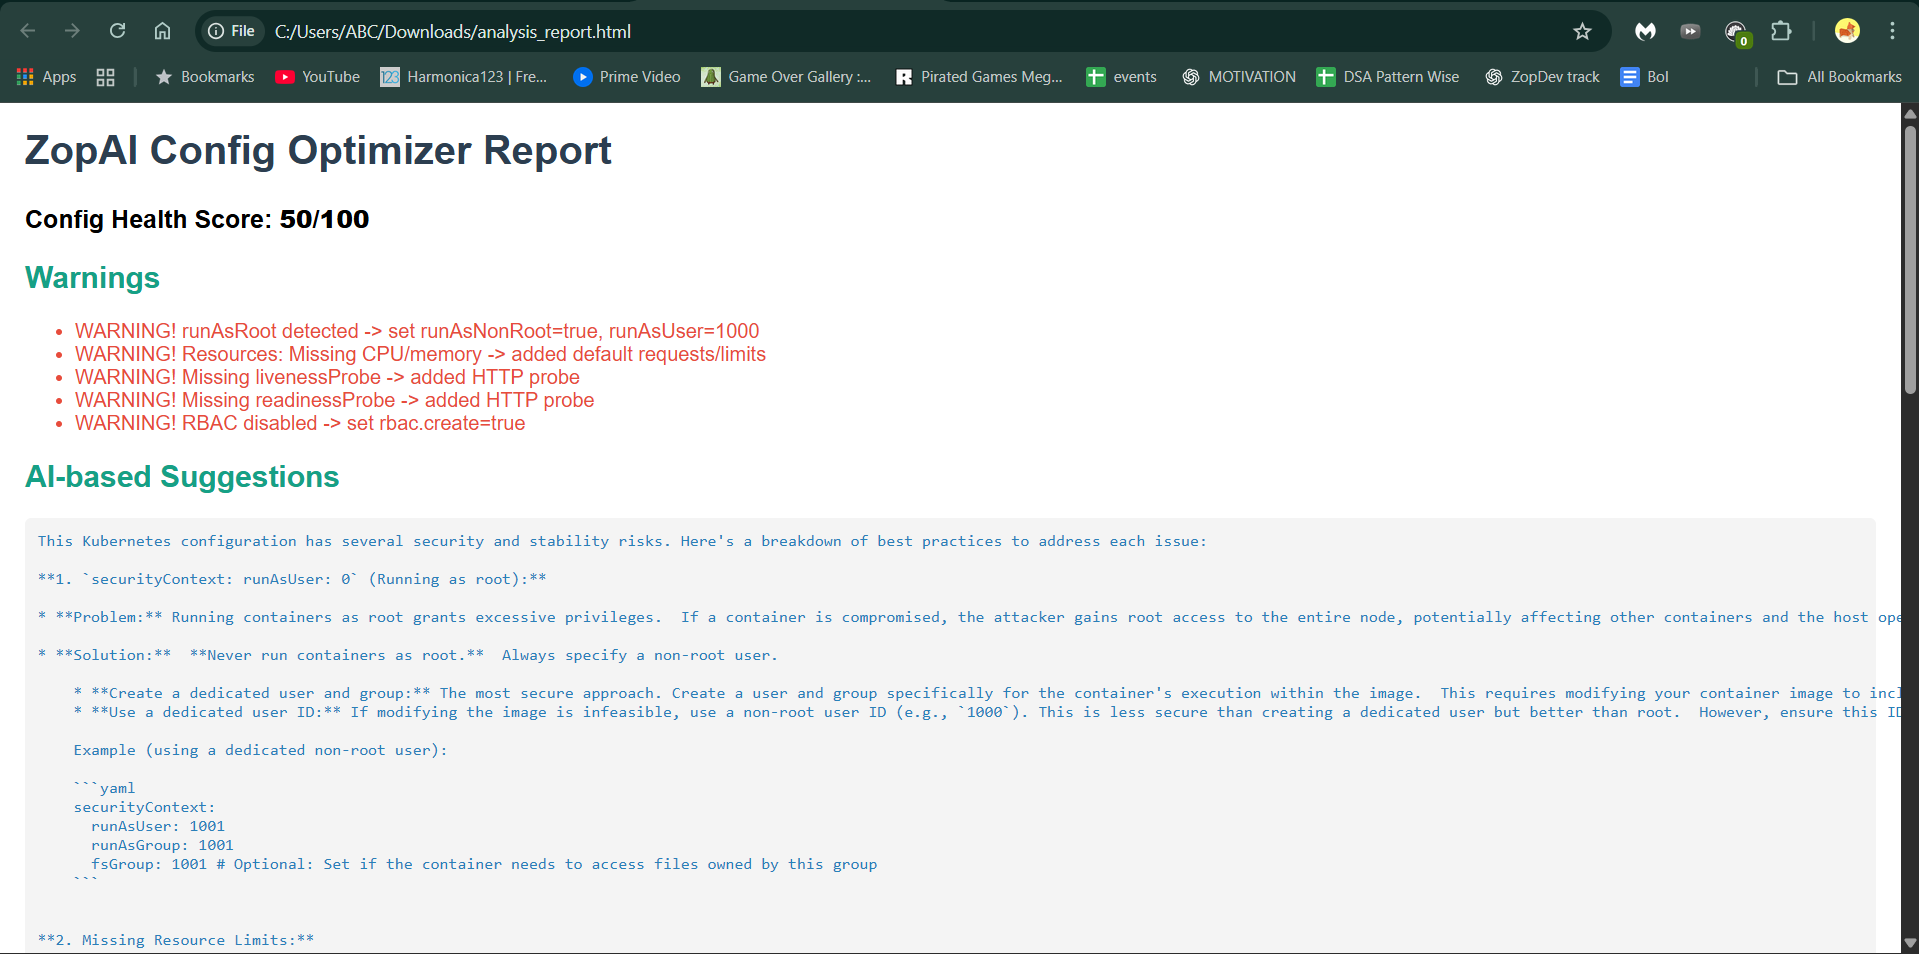 File
C:/Users/ABC/Downloads/analysis_report.html
0
Apps
Bookmarks
YouTube
123
Harmonica123 | Fre...
Prime Video
Game Over Gallery :...
R
Pirated Games Meg...
events
MOTIVATION
DSA Pattern Wise
ZopDev track
BoI
All Bookmarks
ZopAI Config Optimizer Report
Config Health Score: 50/100
Warnings
• WARNING! runAsRoot detected -> set runAsNonRoot=true, runAsUser=1000
• WARNING! Resources: Missing CPU/memory -> added default requests/limits
• WARNING! Missing livenessProbe -> added HTTP probe
• WARNING! Missing readinessProbe -> added HTTP probe
• WARNING! RBAC disabled -> set rbac.create=true
AI-based Suggestions
This Kubernetes configuration has several security and stability risks. Here's a breakdown of best practices to address each issue:
**1. `securityContext: runAsUser: 0` (Running as root):**
* **Problem:** Running containers as root grants excessive privileges.  If a container is compromised, the attacker gains root access to the entire node, potentially affecting other containers and the host ope
* **Solution:**  **Never run containers as root.**  Always specify a non-root user.
    * **Create a dedicated user and group:** The most secure approach. Create a user and group specifically for the container's execution within the image.  This requires modifying your container image to incl
    * **Use a dedicated user ID:** If modifying the image is infeasible, use a non-root user ID (e.g., `1000`). This is less secure than creating a dedicated user but better than root.  However, ensure this ID
    Example (using a dedicated non-root user):
    ```yaml
    securityContext:
      runAsUser: 1001
      runAsGroup: 1001
      fsGroup: 1001 # Optional: Set if the container needs to access files owned by this group
    ```
**2. Missing Resource Limits:**